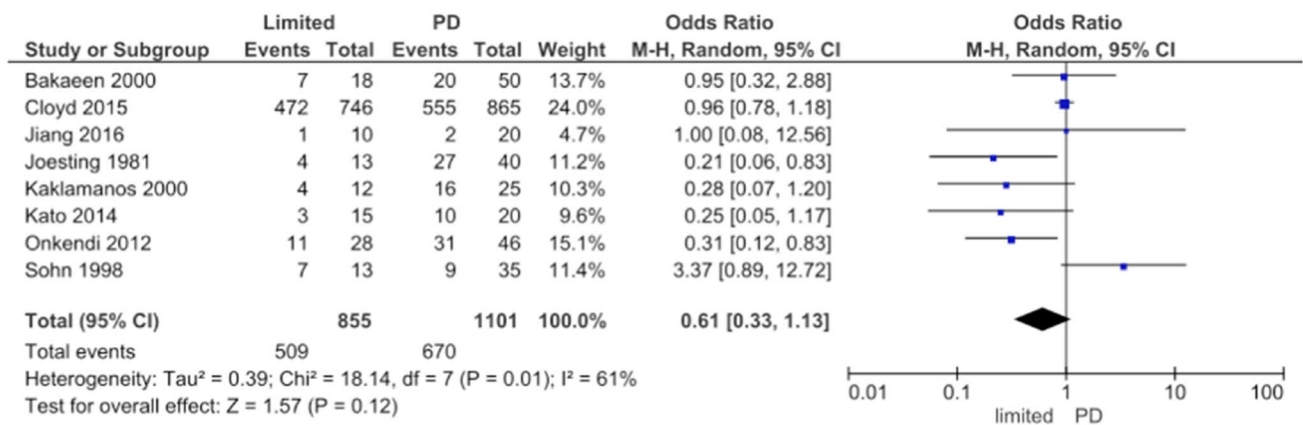 Limited PD Odds Ratio Odds Ratio
Study or Subgroup Events Total Events Total Weight M-H, Random, 95% CI M-H, Random, 95% CI
Bakaeen 2000 7 18 20 50 13.7% 0.95 [0.32, 2.88]
Cloyd 2015 472 746 555 865 24.0% 0.96 [0.78, 1.18]
Jiang 2016 1 10 2 20 4.7% 1.00 [0.08, 12.56]
Joesting 1981 4 13 27 40 11.2% 0.21 [0.06, 0.83]
Kaklamanos 2000 4 12 16 25 10.3% 0.28 [0.07, 1.20]
Kato 2014 3 15 10 20 9.6% 0.25 [0.05, 1.17]
Onkendi 2012 11 28 31 46 15.1% 0.31 [0.12, 0.83]
Sohn 1998 7 13 9 35 11.4% 3.37 [0.89, 12.72]
Total (95% CI) 855 1101 100.0% 0.61 [0.33, 1.13]
Total events 509 670
Heterogeneity: Tau² = 0.39; Chi² = 18.14, df = 7 (P = 0.01); I² = 61%
Test for overall effect: Z = 1.57 (P = 0.12)
0.01 0.1 1 10 100
limited PD